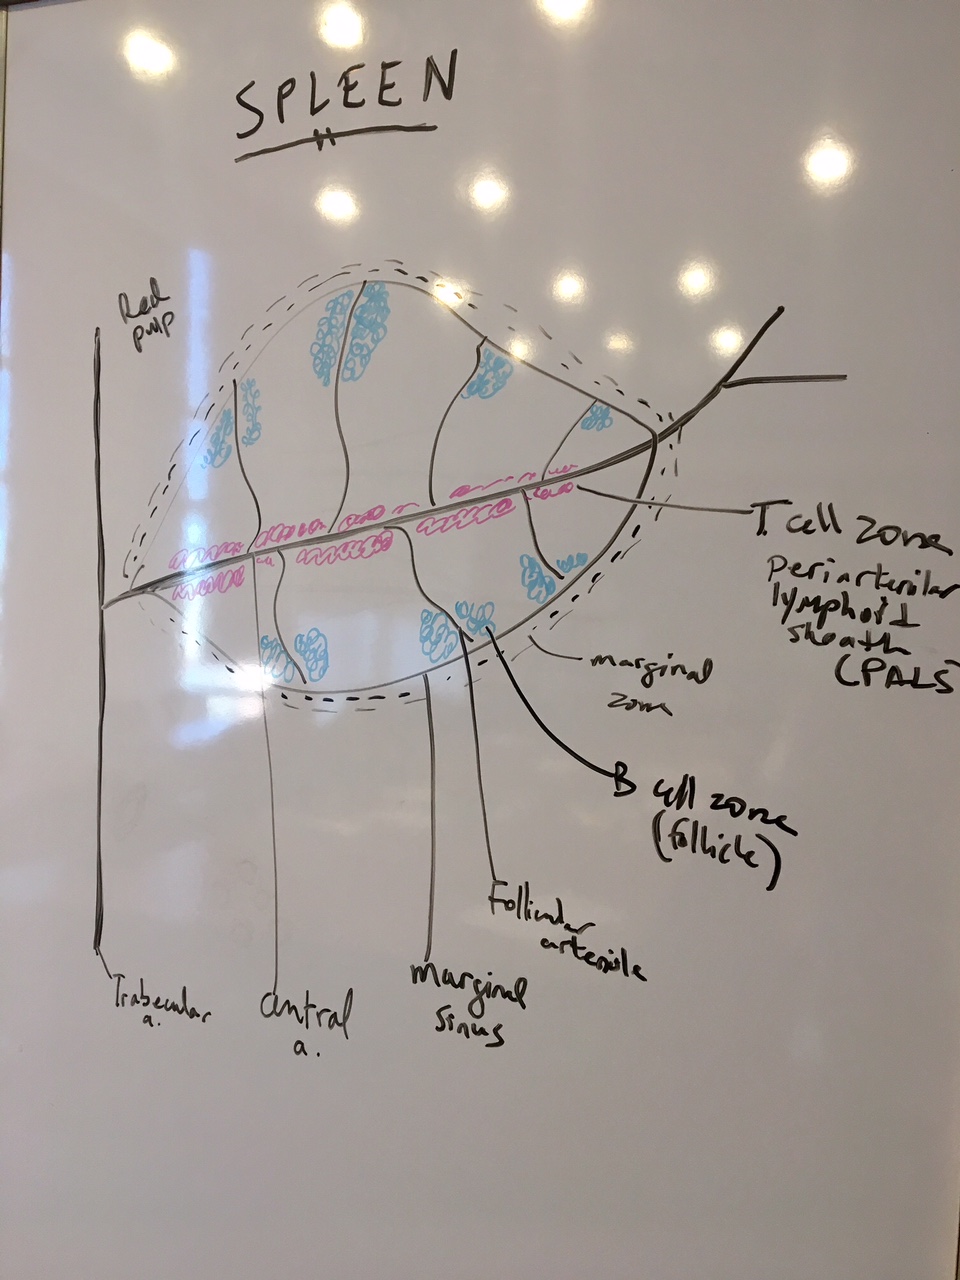 SPLEEN
Red
pulp
T cell zone
periarteriolar
lymphoid
sheath
(PALS
marginal
zone
B cell zone
(follicle)
Follicular
arteriole
marginal
sinus
central
a.
Trabecular
a.